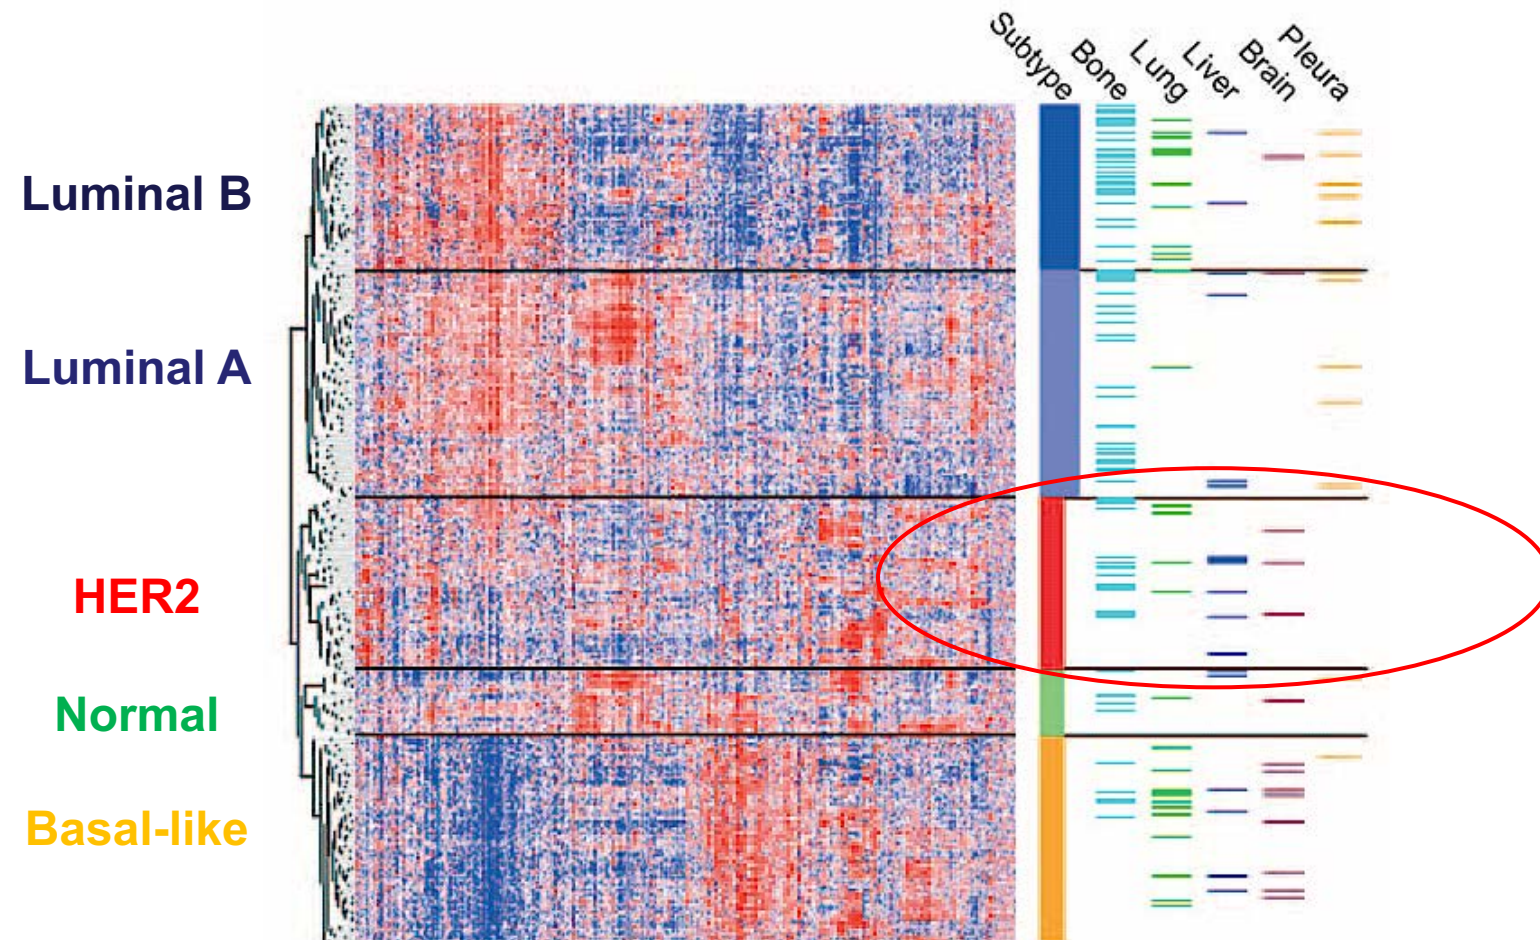 Subtype Bone Lung Liver Brain Pleura
Luminal B
Luminal A
HER2
Normal
Basal-like